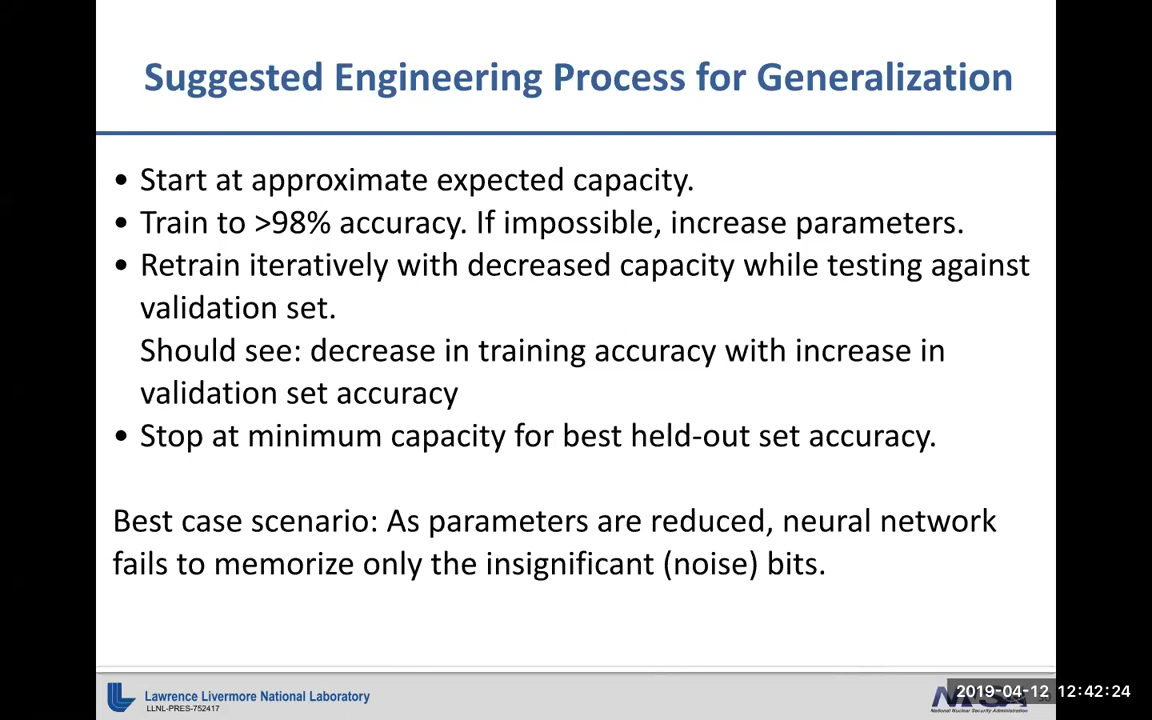 Suggested Engineering Process for Generalization
• Start at approximate expected capacity.
• Train to >98% accuracy. If impossible, increase parameters.
• Retrain iteratively with decreased capacity while testing against
validation set.
Should see: decrease in training accuracy with increase in
validation set accuracy
• Stop at minimum capacity for best held-out set accuracy.
Best case scenario: As parameters are reduced, neural network
fails to memorize only the insignificant (noise) bits.
Lawrence Livermore National Laboratory
LLNL-PRES-752417
2019-04-12 12:42:24
National Nuclear Security Administration